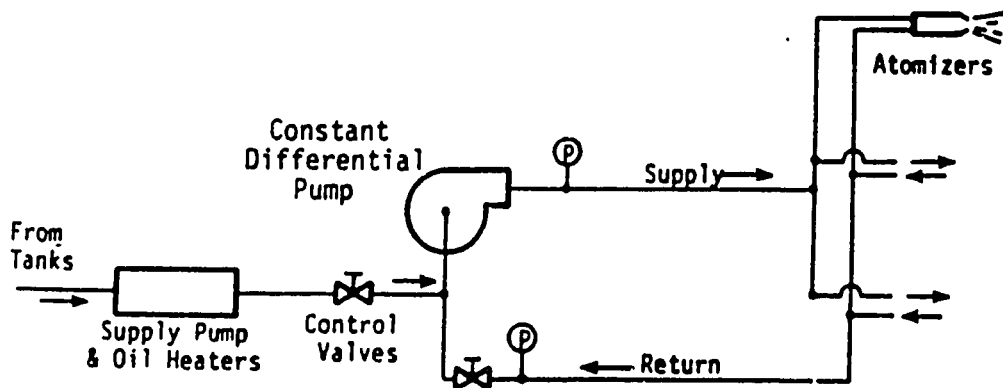 Atomizers
Constant
Differential
Pump
P
Supply
From
Tanks
Supply Pump
& Oil Heaters
Control
Valves
P
Return